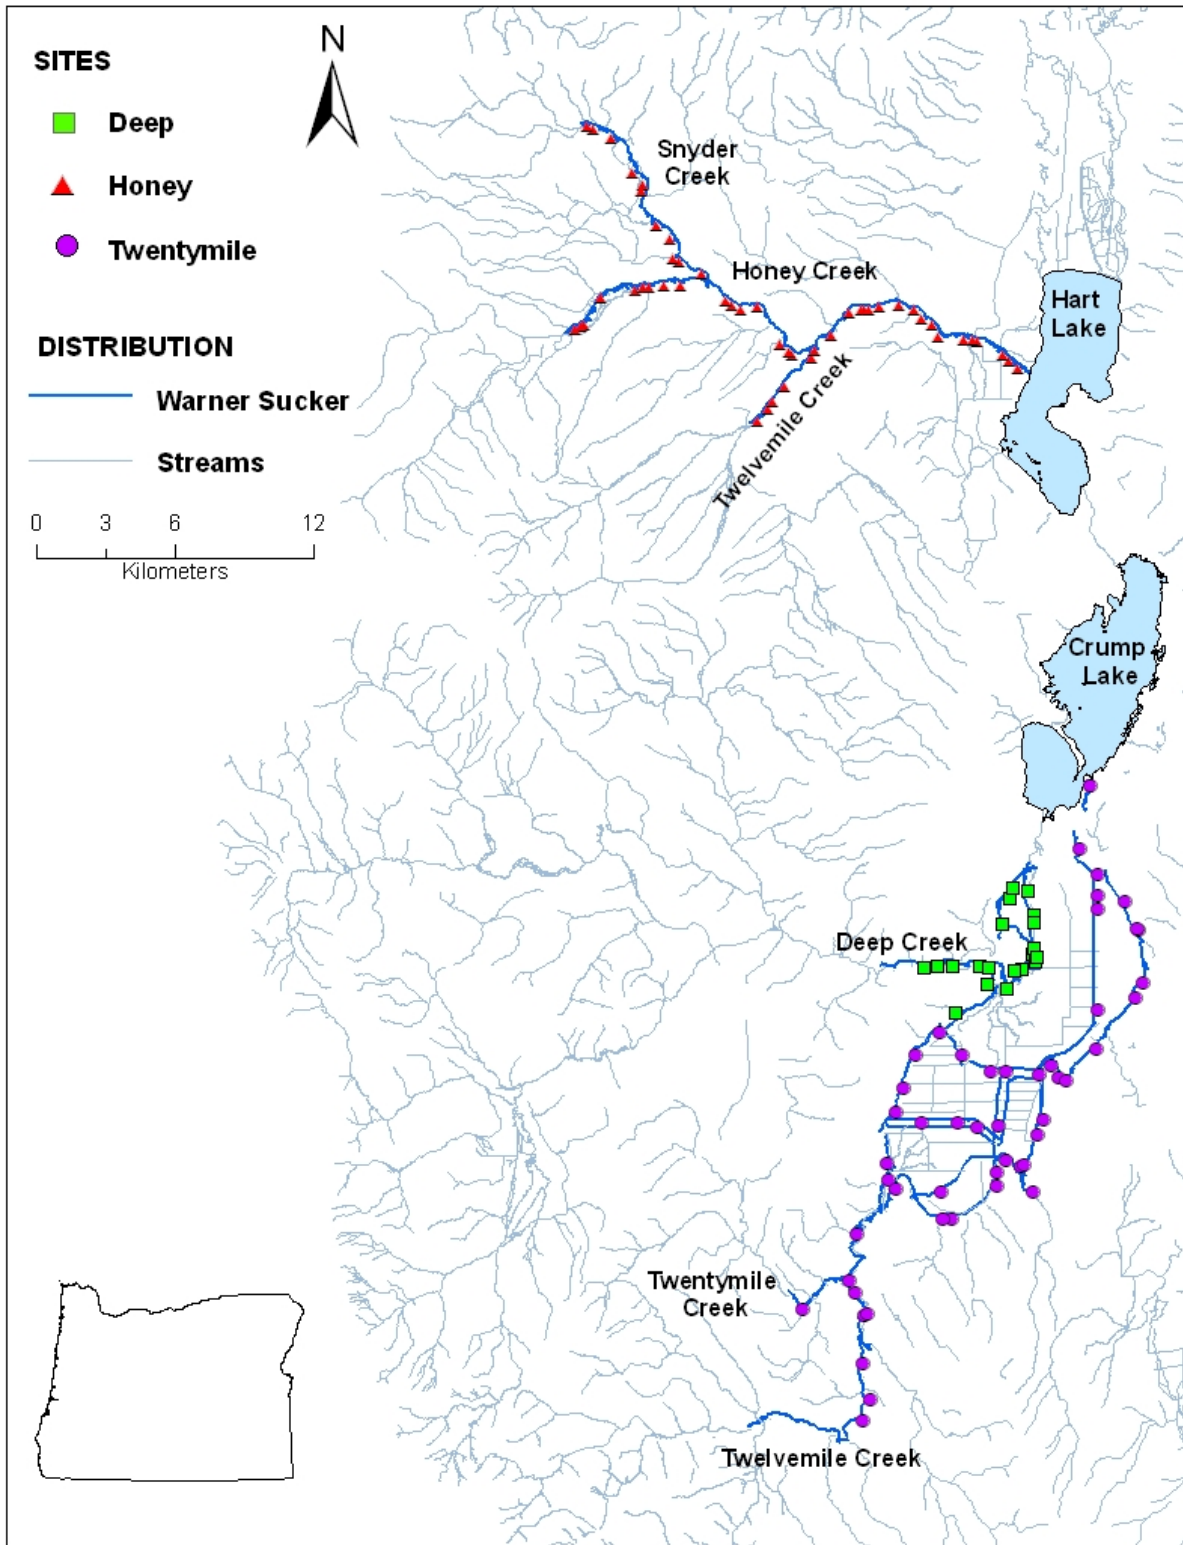 N
SITES
Deep
Honey
Twentymile
DISTRIBUTION
Warner Sucker
Streams
0 3 6 12
Kilometers
Snyder
Creek
Honey Creek
Hart
Lake
Twelvemile Creek
Crump
Lake
Deep Creek
Twentymile
Creek
Twelvemile Creek